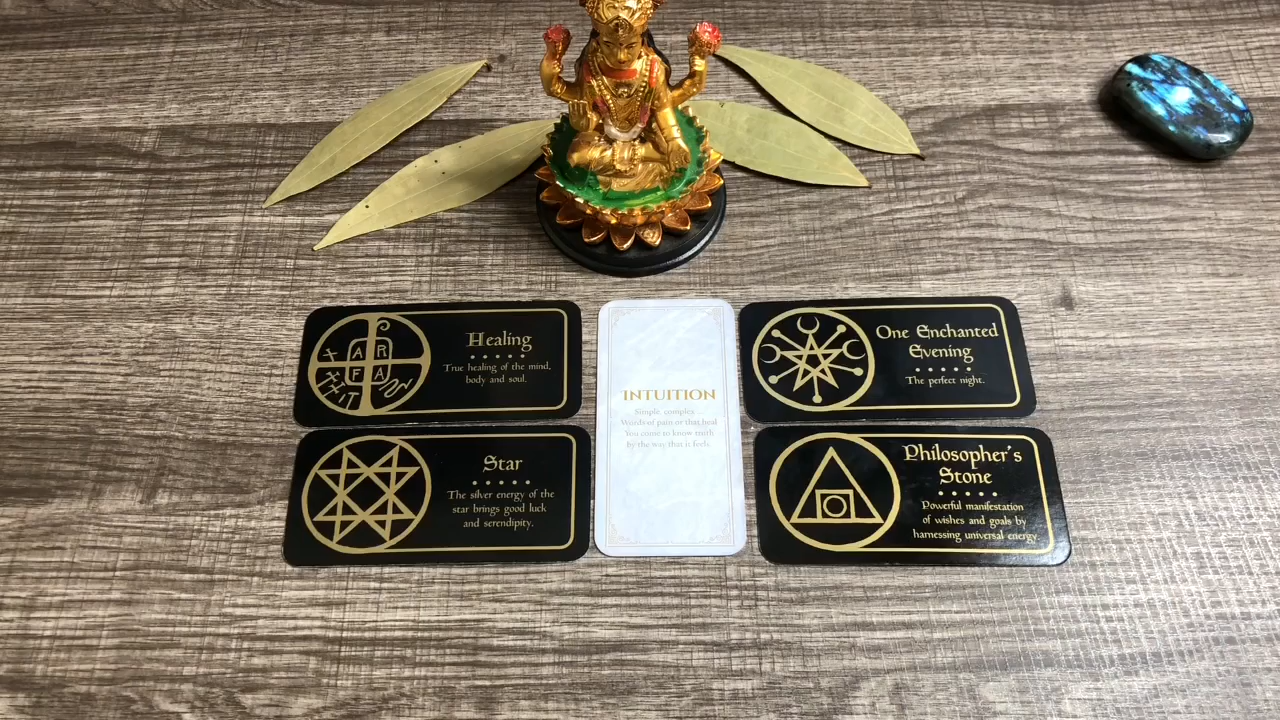 Healing
True healing of the mind,
body and soul.
A R
F A
Star
The silver energy of the
star brings good luck
and serendipity.
INTUITION
Simple, complex...
Words of pain or that heal
You come to know truth
by the way that it feels.
One Enchanted
Evening
The perfect night.
Philosopher's
Stone
Powerful manifestation
of wishes and goals by
harnessing universal energy.